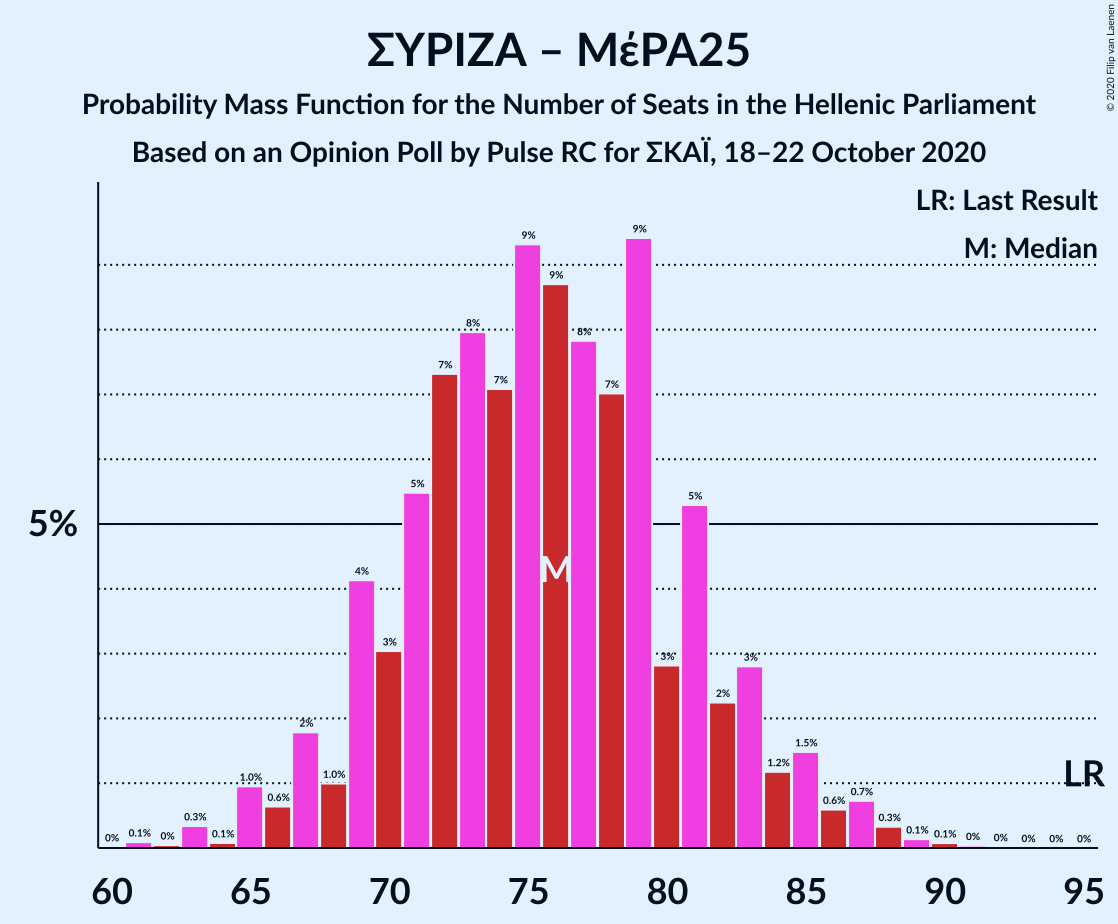 ΣΥΡΙΖΑ – ΜέΡΑ25
Probability Mass Function for the Number of Seats in the Hellenic Parliament
Based on an Opinion Poll by Pulse RC for ΣΚΑΪ, 18–22 October 2020
© 2020 Filip van Laenen
LR: Last Result
M: Median
5%
0% 0.1% 0% 0.3% 0.1% 1.0% 0.6% 2% 1.0% 4% 3% 5% 7% 8% 7% 9% 9% 8% 7% 9% 3% 5% 2% 3% 1.2% 1.5% 0.6% 0.7% 0.3% 0.1% 0.1% 0% 0% 0% 0% 0%
M
LR
60 65 70 75 80 85 90 95